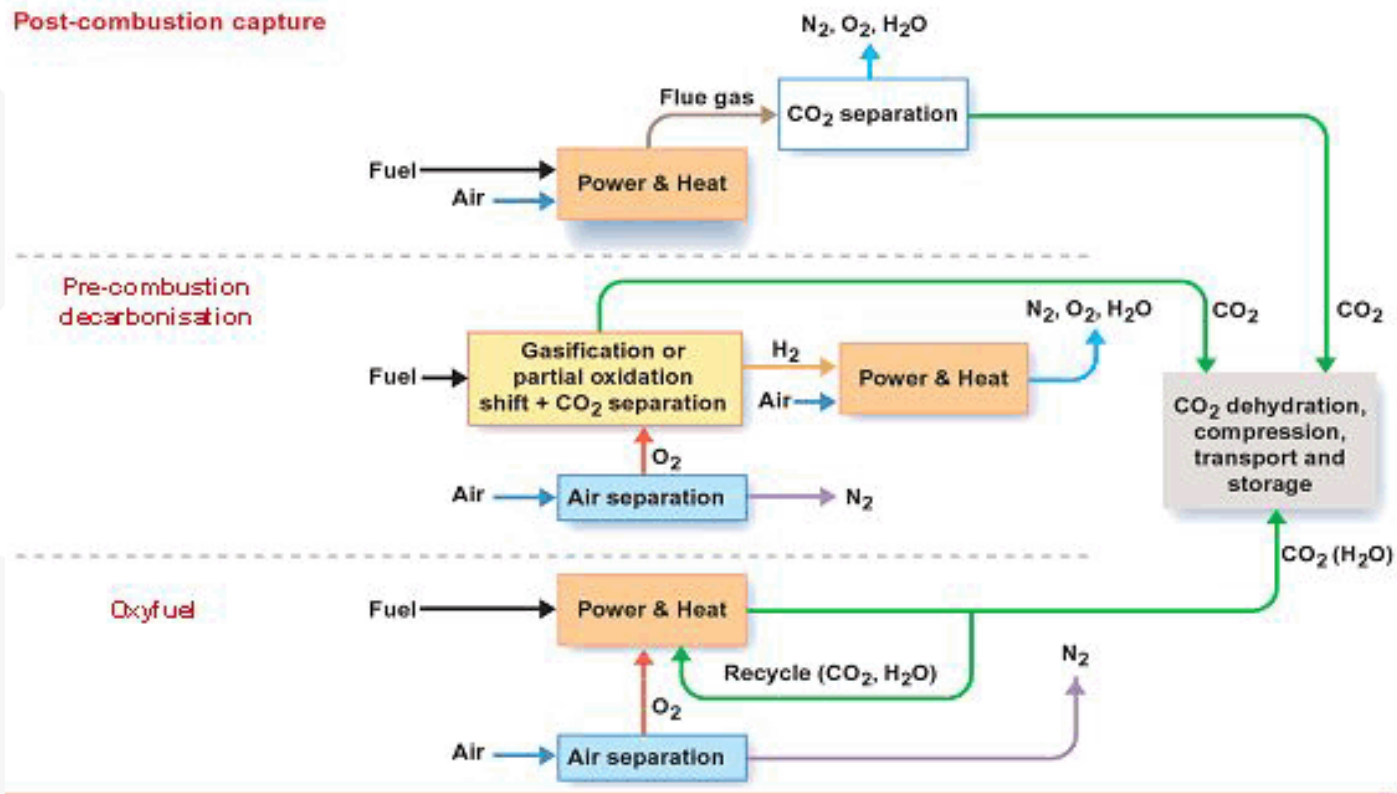 Post-combustion capture
N2, O2, H2O
Flue gas
CO2 separation
Fuel
Air
Power & Heat
Pre-combustion
decarbonisation
CO2
CO2
N2, O2, H2O
Fuel
Gasification or
partial oxidation
shift + CO2 separation
H2
Air
Power & Heat
O2
Air
Air separation
N2
CO2 dehydration,
compression,
transport and
storage
CO2 (H2O)
Oxyfuel
Fuel
Power & Heat
Recycle (CO2, H2O)
N2
O2
Air
Air separation